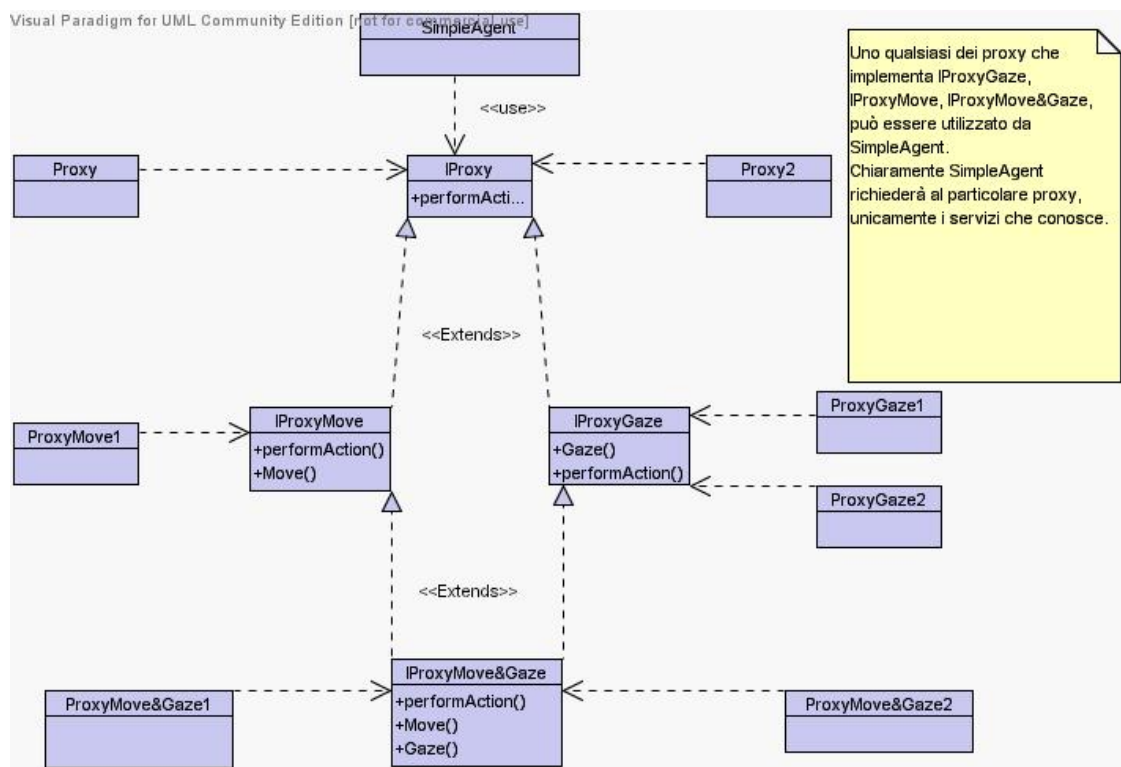 Visual Paradigm for UML Community Edition [not for commercial use]
SimpleAgent
Uno qualsiasi dei proxy che
implementa IProxyGaze,
IProxyMove, IProxyMove&Gaze,
può essere utilizzato da
SimpleAgent.
Chiaramente SimpleAgent
richiederà al particolare proxy,
unicamente i servizi che conosce.
<<use>>
Proxy
IProxy
+performActi...
Proxy2
<<Extends>>
ProxyMove1
IProxyMove
+performAction()
+Move()
IProxyGaze
+Gaze()
+performAction()
ProxyGaze1
ProxyGaze2
<<Extends>>
ProxyMove&Gaze1
IProxyMove&Gaze
+performAction()
+Move()
+Gaze()
ProxyMove&Gaze2